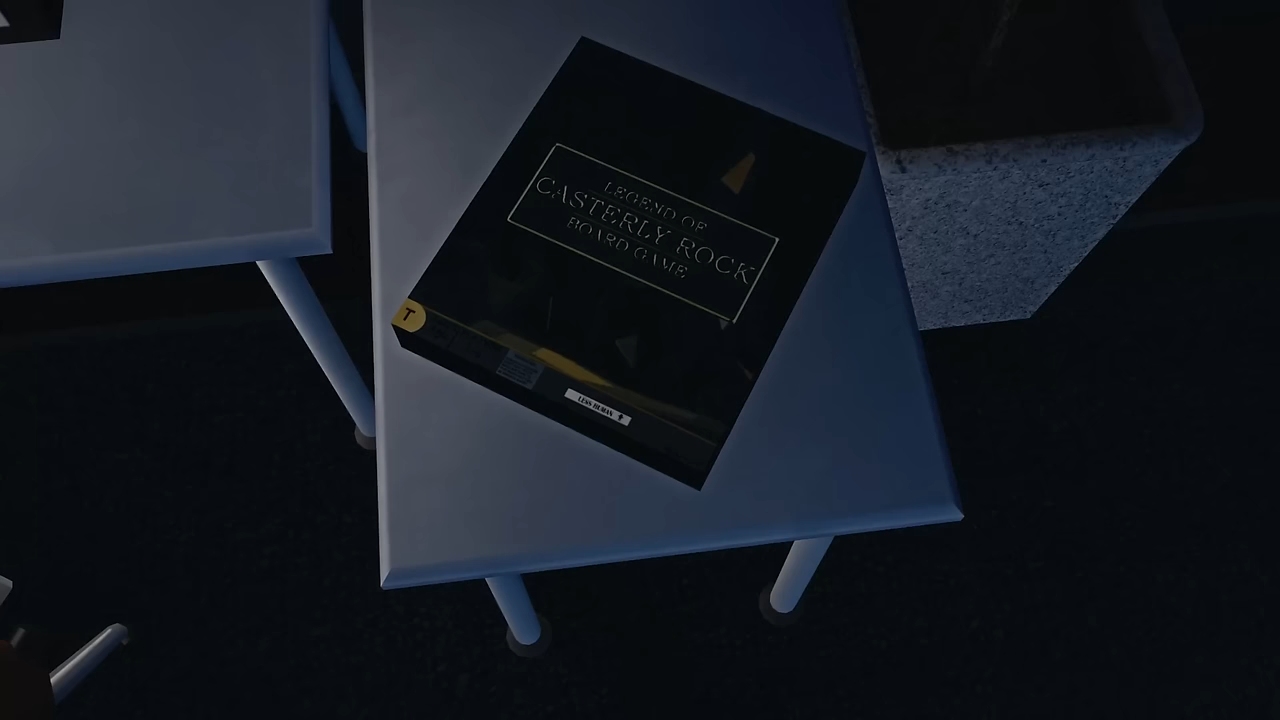 LEGEND OF
CASTERLY ROCK
BOARD GAME
T
LESS HUMAN